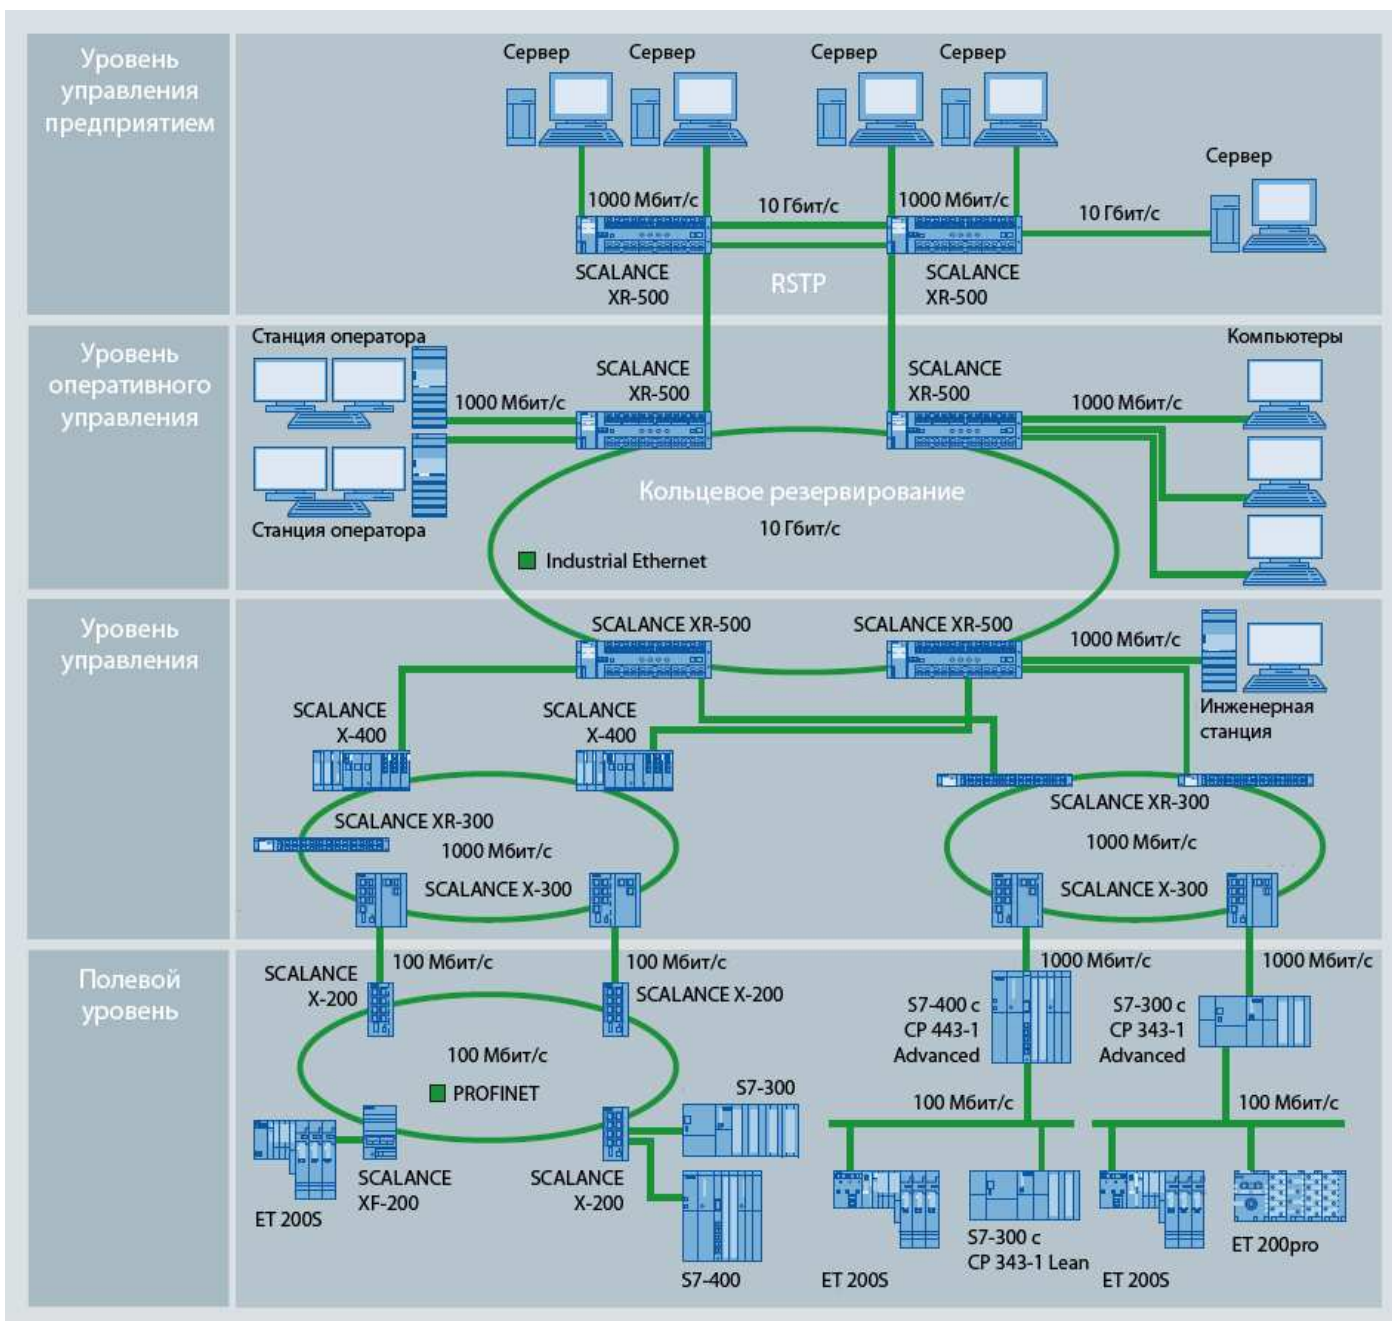 Уровень
управления
предприятием
Сервер
Сервер
Сервер
Сервер
Сервер
1000 Мбит/с
10 Гбит/с
1000 Мбит/с
10 Гбит/с
SCALANCE
XR-500
RSTP
SCALANCE
XR-500
Уровень
оперативного
управления
Станция оператора
Компьютеры
SCALANCE
XR-500
SCALANCE
XR-500
1000 Мбит/с
1000 Мбит/с
Кольцевое резервирование
10 Гбит/с
Станция оператора
Industrial Ethernet
Уровень
управления
SCALANCE XR-500
SCALANCE XR-500
1000 Мбит/с
Инженерная
станция
SCALANCE
X-400
SCALANCE
X-400
SCALANCE XR-300
SCALANCE XR-300
1000 Мбит/с
1000 Мбит/с
SCALANCE X-300
SCALANCE X-300
Полевой
уровень
100 Мбит/с
100 Мбит/с
1000 Мбит/с
1000 Мбит/с
SCALANCE
X-200
SCALANCE X-200
S7-400 с
CP 443-1
Advanced
S7-300 с
CP 343-1
Advanced
100 Мбит/с
PROFINET
S7-300
100 Мбит/с
100 Мбит/с
SCALANCE
XF-200
SCALANCE
X-200
ET 200S
S7-400
ET 200S
S7-300 с
CP 343-1 Lean
ET 200S
ET 200pro